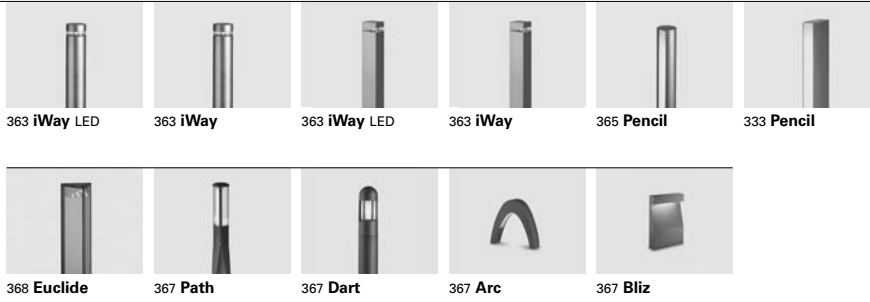 363 iWay LED 363 iWay 363 iWay LED 363 iWay 365 Pencil 333 Pencil
368 Euclide 367 Path 367 Dart 367 Arc 367 Bliz